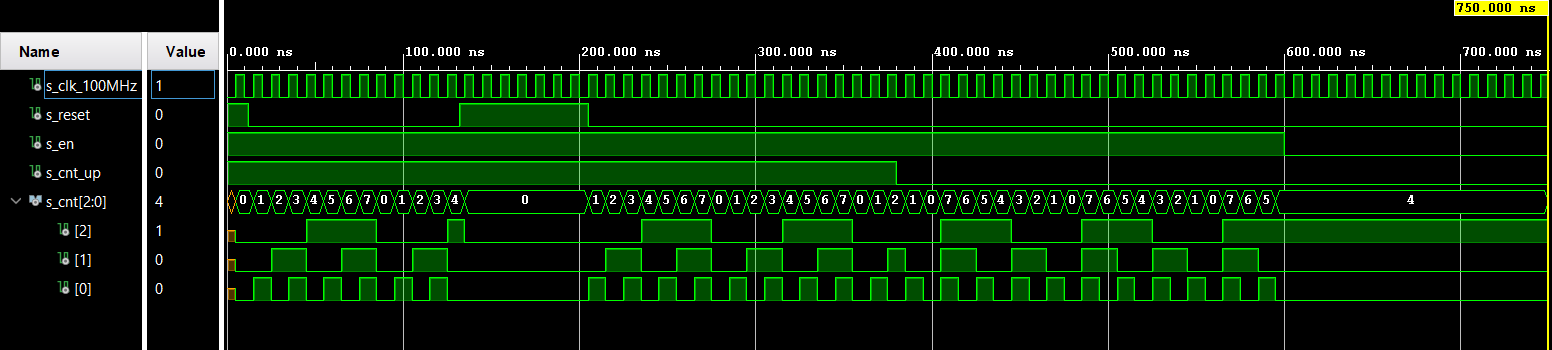 750.000 ns
Name Value 0.000 ns 100.000 ns 200.000 ns 300.000 ns 400.000 ns 500.000 ns 600.000 ns 700.000 ns
s_clk_100MHz 1
s_reset 0
s_en 0
s_cnt_up 0
s_cnt[2:0] 4 0 1 2 3 4 5 6 7 0 1 2 3 4 0 1 2 3 4 5 6 7 0 1 2 3 4 5 6 7 0 1 2 1 0 7 6 5 4 3 2 1 0 7 6 5 4 3 2 1 0 7 6 5 4
[2] 1
[1] 0
[0] 0